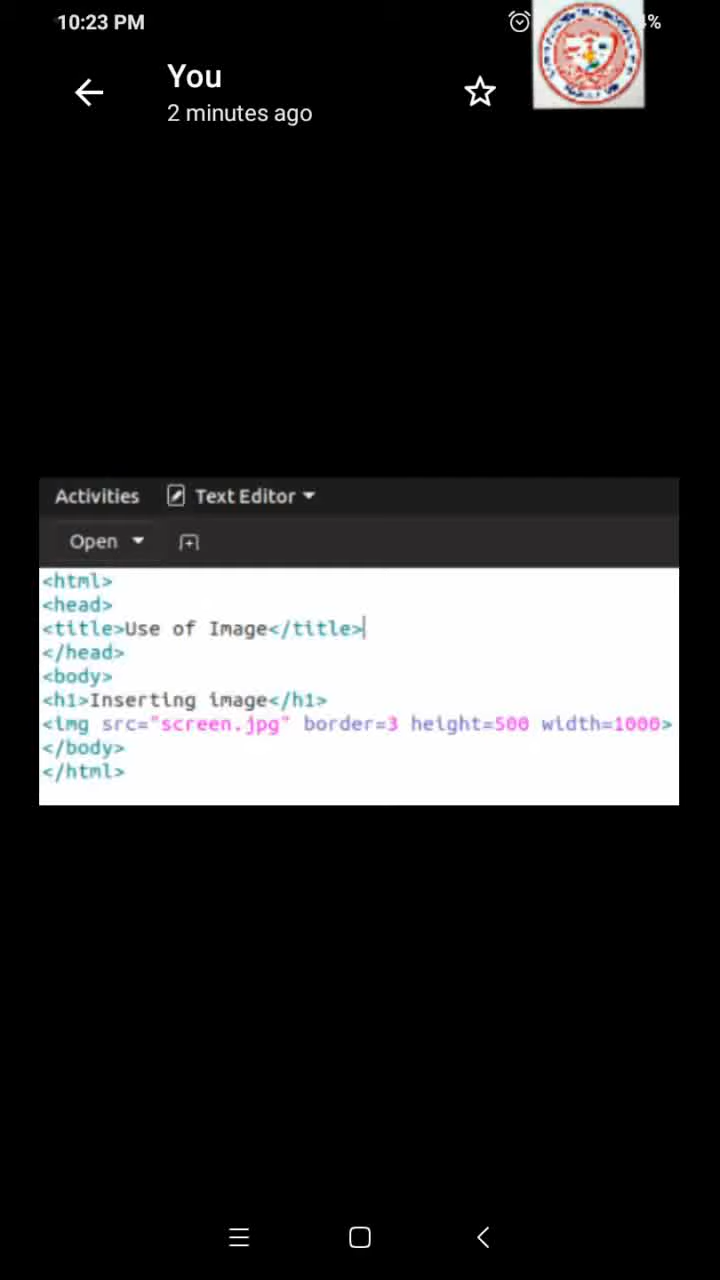 10:23 PM
%
You
2 minutes ago
Activities Text Editor
Open
<html>
<head>
<title>Use of Image</title>
</head>
<body>
<h1>Inserting image</h1>
<img src="screen.jpg" border=3 height=500 width=1000>
</body>
</html>